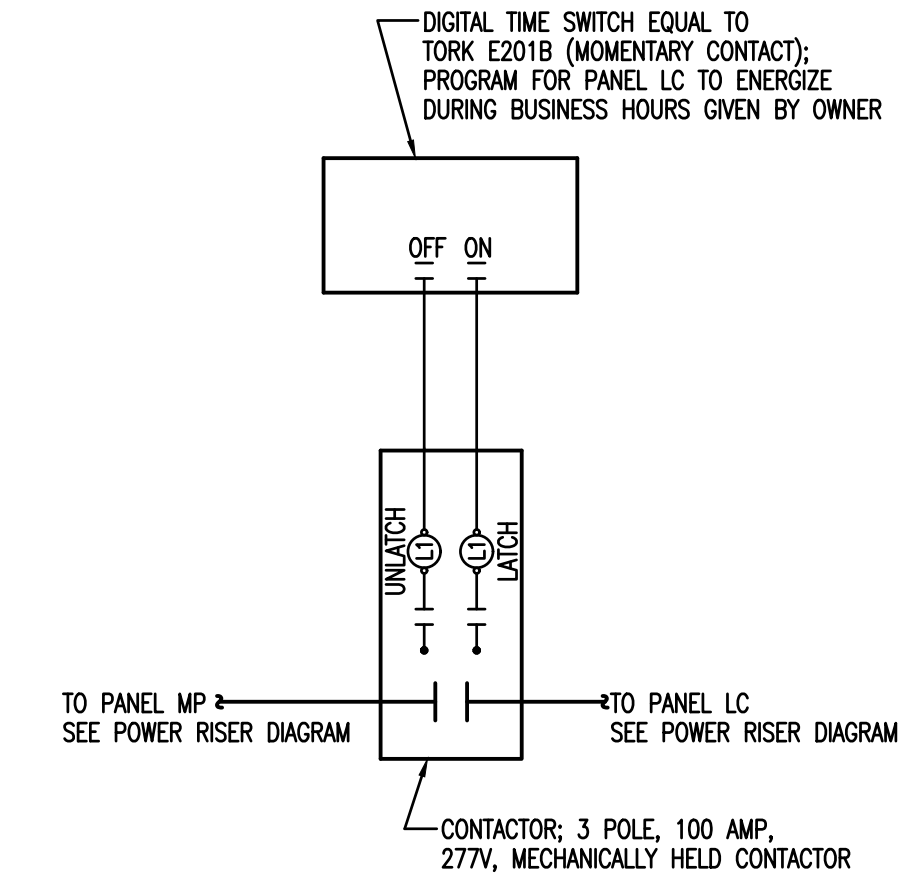 DIGITAL TIME SWITCH EQUAL TO
TORK E201B (MOMENTARY CONTACT);
PROGRAM FOR PANEL LC TO ENERGIZE
DURING BUSINESS HOURS GIVEN BY OWNER
OFF ON
UNLATCH
L1
L1
LATCH
TO PANEL MP
SEE POWER RISER DIAGRAM
TO PANEL LC
SEE POWER RISER DIAGRAM
CONTACTOR; 3 POLE, 100 AMP,
277V, MECHANICALLY HELD CONTACTOR